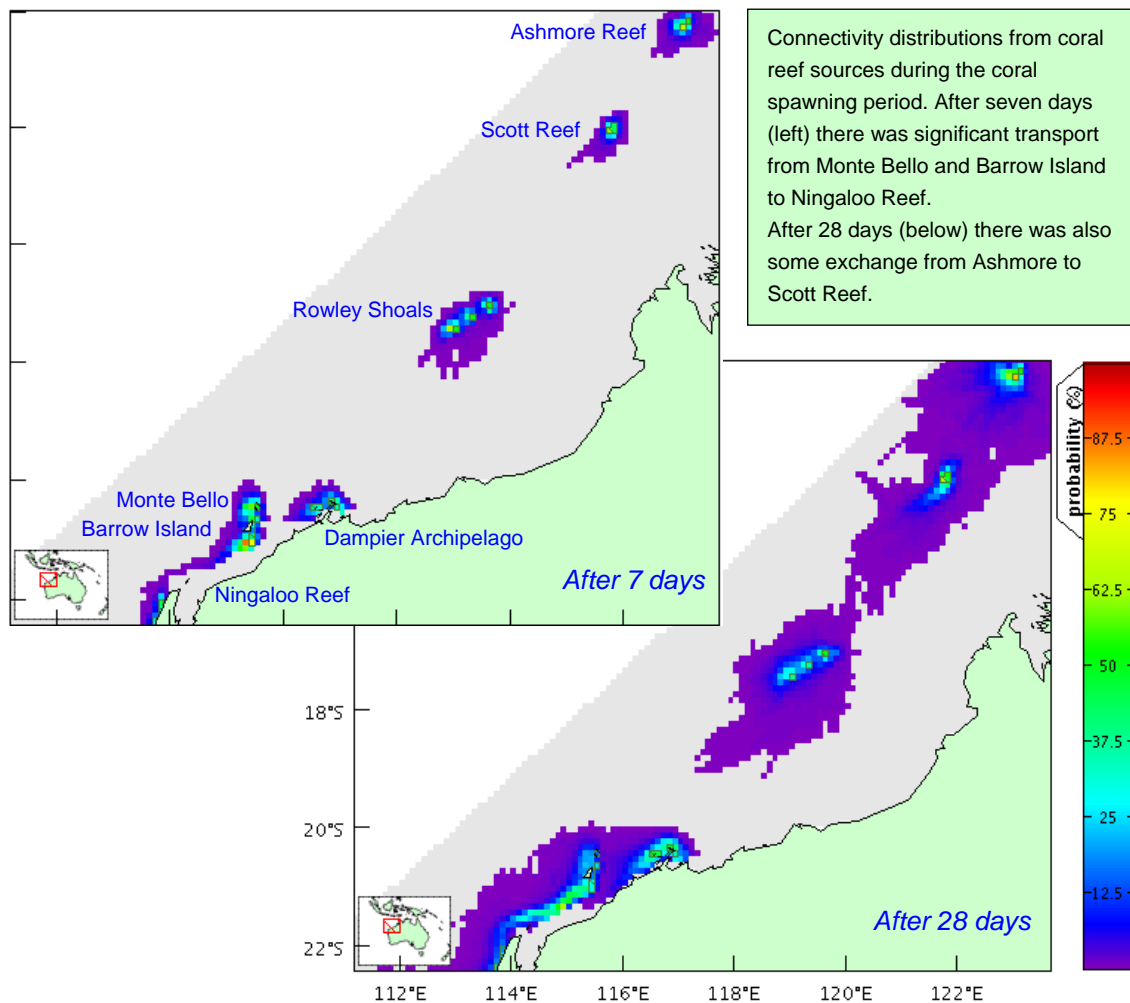 Ashmore Reef
Scott Reef
Rowley Shoals
Monte Bello
Barrow Island
Dampier Archipelago
Ningaloo Reef
After 7 days
Connectivity distributions from coral
reef sources during the coral
spawning period. After seven days
(left) there was significant transport
from Monte Bello and Barrow Island
to Ningaloo Reef.
After 28 days (below) there was also
some exchange from Ashmore to
Scott Reef.
probability (%)
87.5
75
62.5
50
37.5
25
12.5
18°S
20°S
22°S
After 28 days
112°E
114°E
116°E
118°E
120°E
122°E